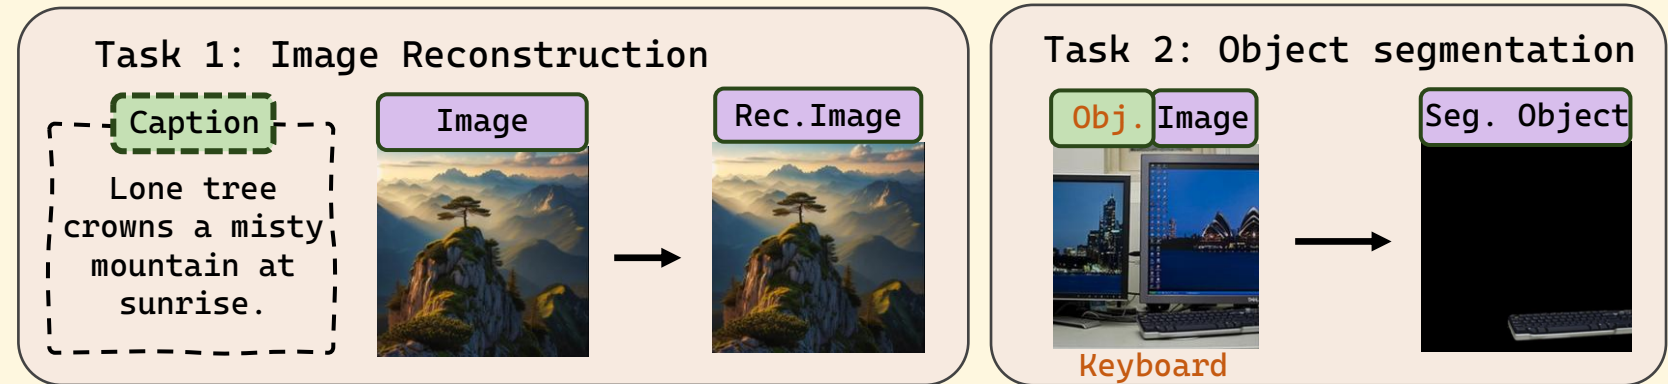 Task 1: Image Reconstruction
Caption
Lone tree
crowns a misty
mountain at
sunrise.
Image
Rec.Image
Task 2: Object segmentation
Obj.
Image
Keyboard
Seg. Object